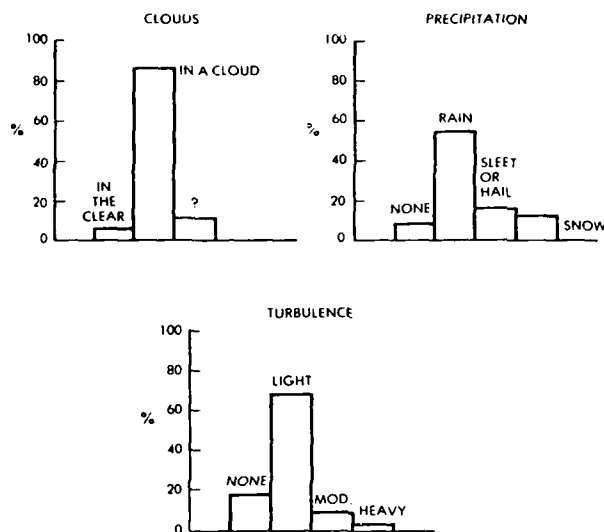 CLOUDS
100
80
60
40
20
0
%
IN A CLOUD
IN
THE
CLEAR
?
PRECIPITATION
100
80
60
40
20
0
%
NONE
RAIN
SLEET
OR
HAIL
SNOW
TURBULENCE
100
80
60
40
20
0
%
NONE
LIGHT
MOD.
HEAVY